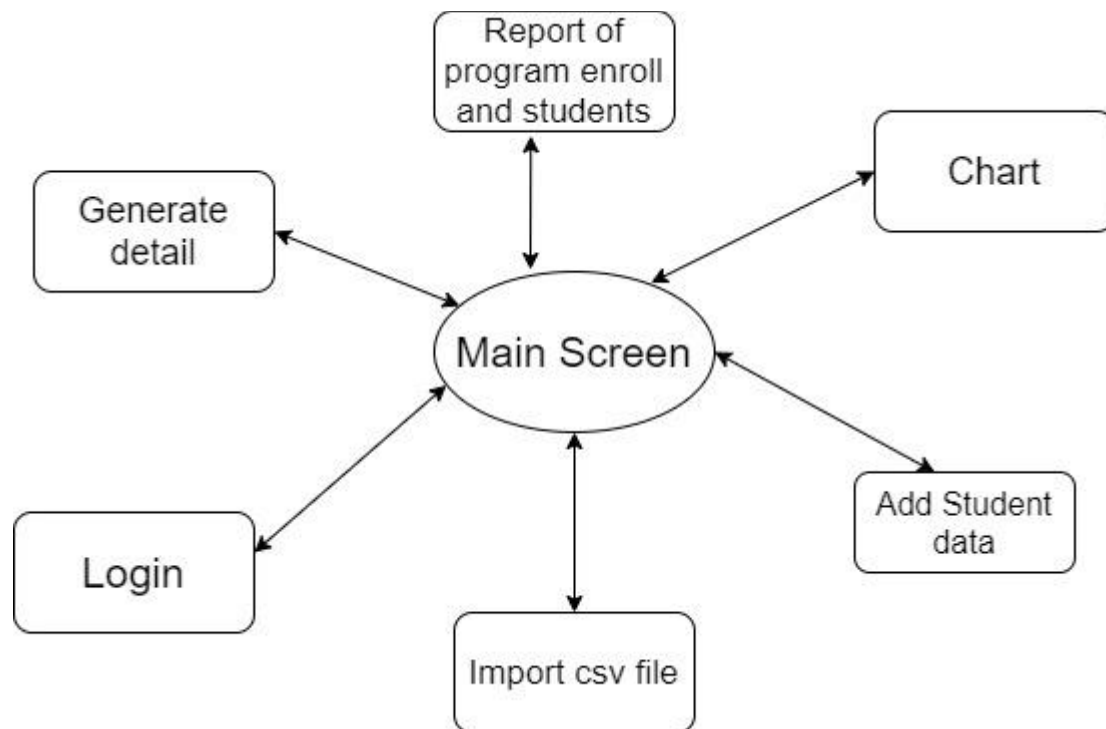 Report of
program enroll
and students
Chart
Generate
detail
Main Screen
Add Student
data
Login
Import csv file